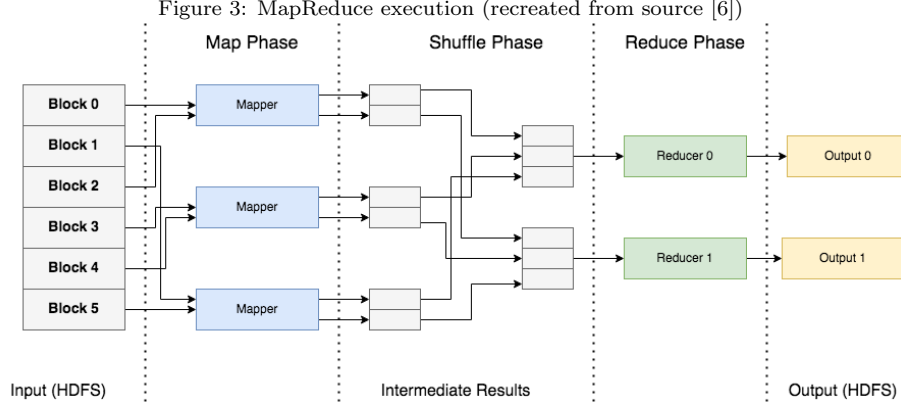 Figure 3: MapReduce execution (recreated from source [6])
Map Phase
Shuffle Phase
Reduce Phase
Block 0
Block 1
Block 2
Block 3
Block 4
Block 5
Mapper
Mapper
Mapper
Reducer 0
Reducer 1
Output 0
Output 1
Input (HDFS)
Intermediate Results
Output (HDFS)